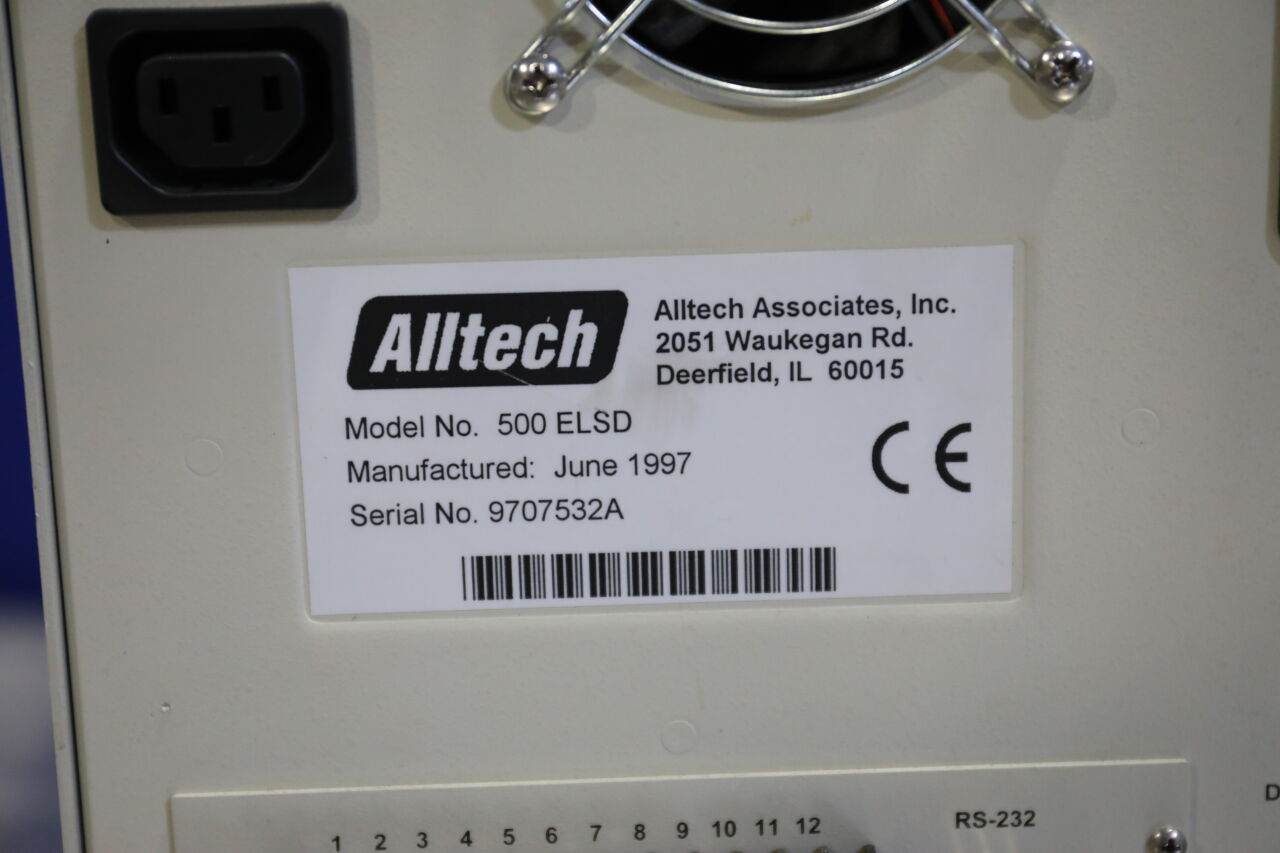 Alltech
Alltech Associates, Inc.
2051 Waukegan Rd.
Deerfield, IL 60015
Model No. 500 ELSD
Manufactured: June 1997
Serial No. 9707532A
CE
1 2 3 4 5 6 7 8 9 10 11 12
RS-232
D